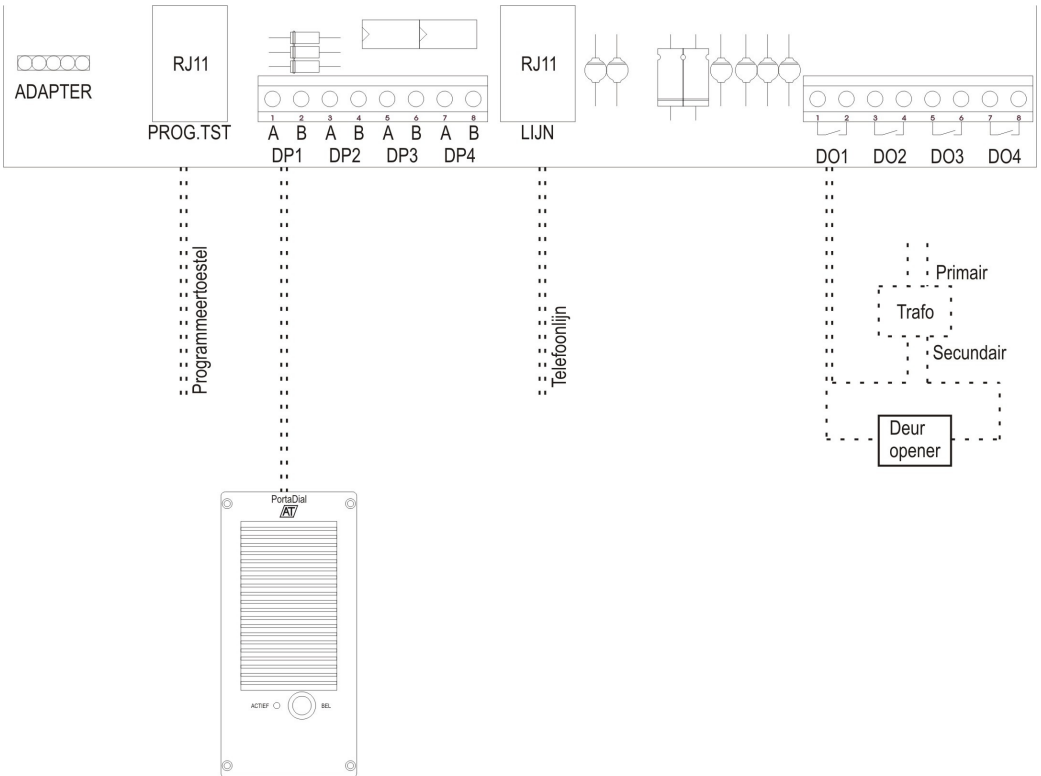 ADAPTER
RJ11
PROG.TST
1 2 3 4 5 6 7 8
A B A B A B A B
DP1 DP2 DP3 DP4
RJ11
LIJN
1 2 3 4 5 6 7 8
DO1 DO2 DO3 DO4
Programmeertoestel
Telefoonlijn
Primair
Trafo
Secundair
Deur
opener
PortaDial
AT
ACTIEF BEL